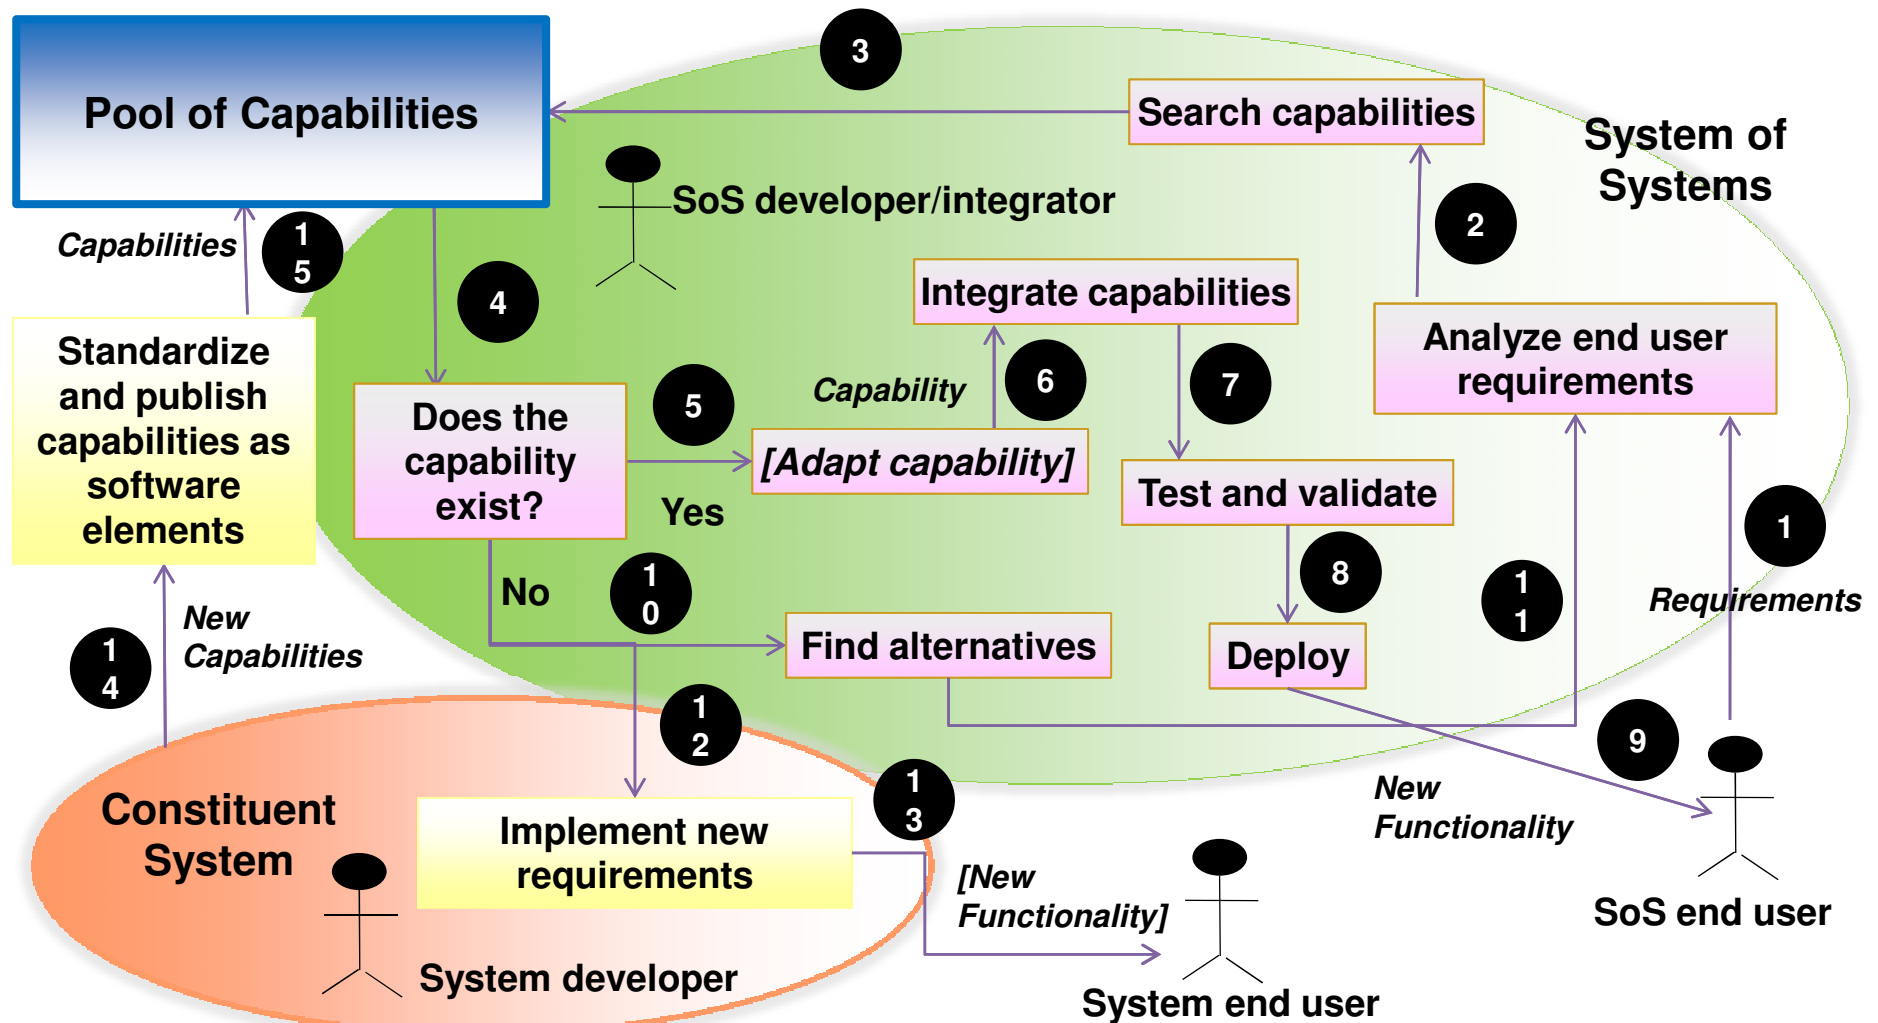 3
Pool of Capabilities
Search capabilities
System of
Systems
SoS developer/integrator
2
Capabilities
1
5
4
Integrate capabilities
Standardize
and publish
capabilities as
software
elements
Analyze end user
requirements
Capability
6
7
5
Does the
capability
exist?
[Adapt capability]
Test and validate
Yes
1
No
1
0
8
1
1
Requirements
New
Capabilities
1
4
Find alternatives
Deploy
1
2
9
1
3
New
Functionality
Constituent
System
Implement new
requirements
[New
Functionality]
SoS end user
System developer
System end user